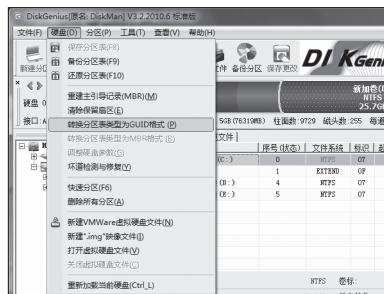 DiskGenius[原名: DiskMan] V3.2.2010.6 标准版
文件(F) 硬盘(D) 分区(P) 工具(T) 查看(V) 帮助(H)
保存分区表(F8)
备份分区表(F9)
还原分区表(F10)
重建主引导记录(MBR)(M)
清除保留扇区(E)
转换分区表类型为GUID格式 (P)
转换分区表类型为MBR格式 (B)
调整硬盘参数(G)
坏道检测与修复(Y)
快速分区(F6)
删除所有分区(A)
新建VMWare虚拟硬盘文件(N)
新建".img"映像文件(I)
打开虚拟硬盘文件(V)
关闭虚拟硬盘文件(C)
重新加载当前硬盘(Ctrl_L)
新建分区
备份分区 保存更改
硬盘 0
NTFS
25.7G
接口:A
5GB(76319MB) 柱面数:9729 磁头数:255 每道
文件
序号(状态) 文件系统 标识
(C:) 0 NTFS 07
1 EXTEND 0F
(D:) 4 NTFS 07
(E:) 5 NTFS 07
NTFS 卷标: